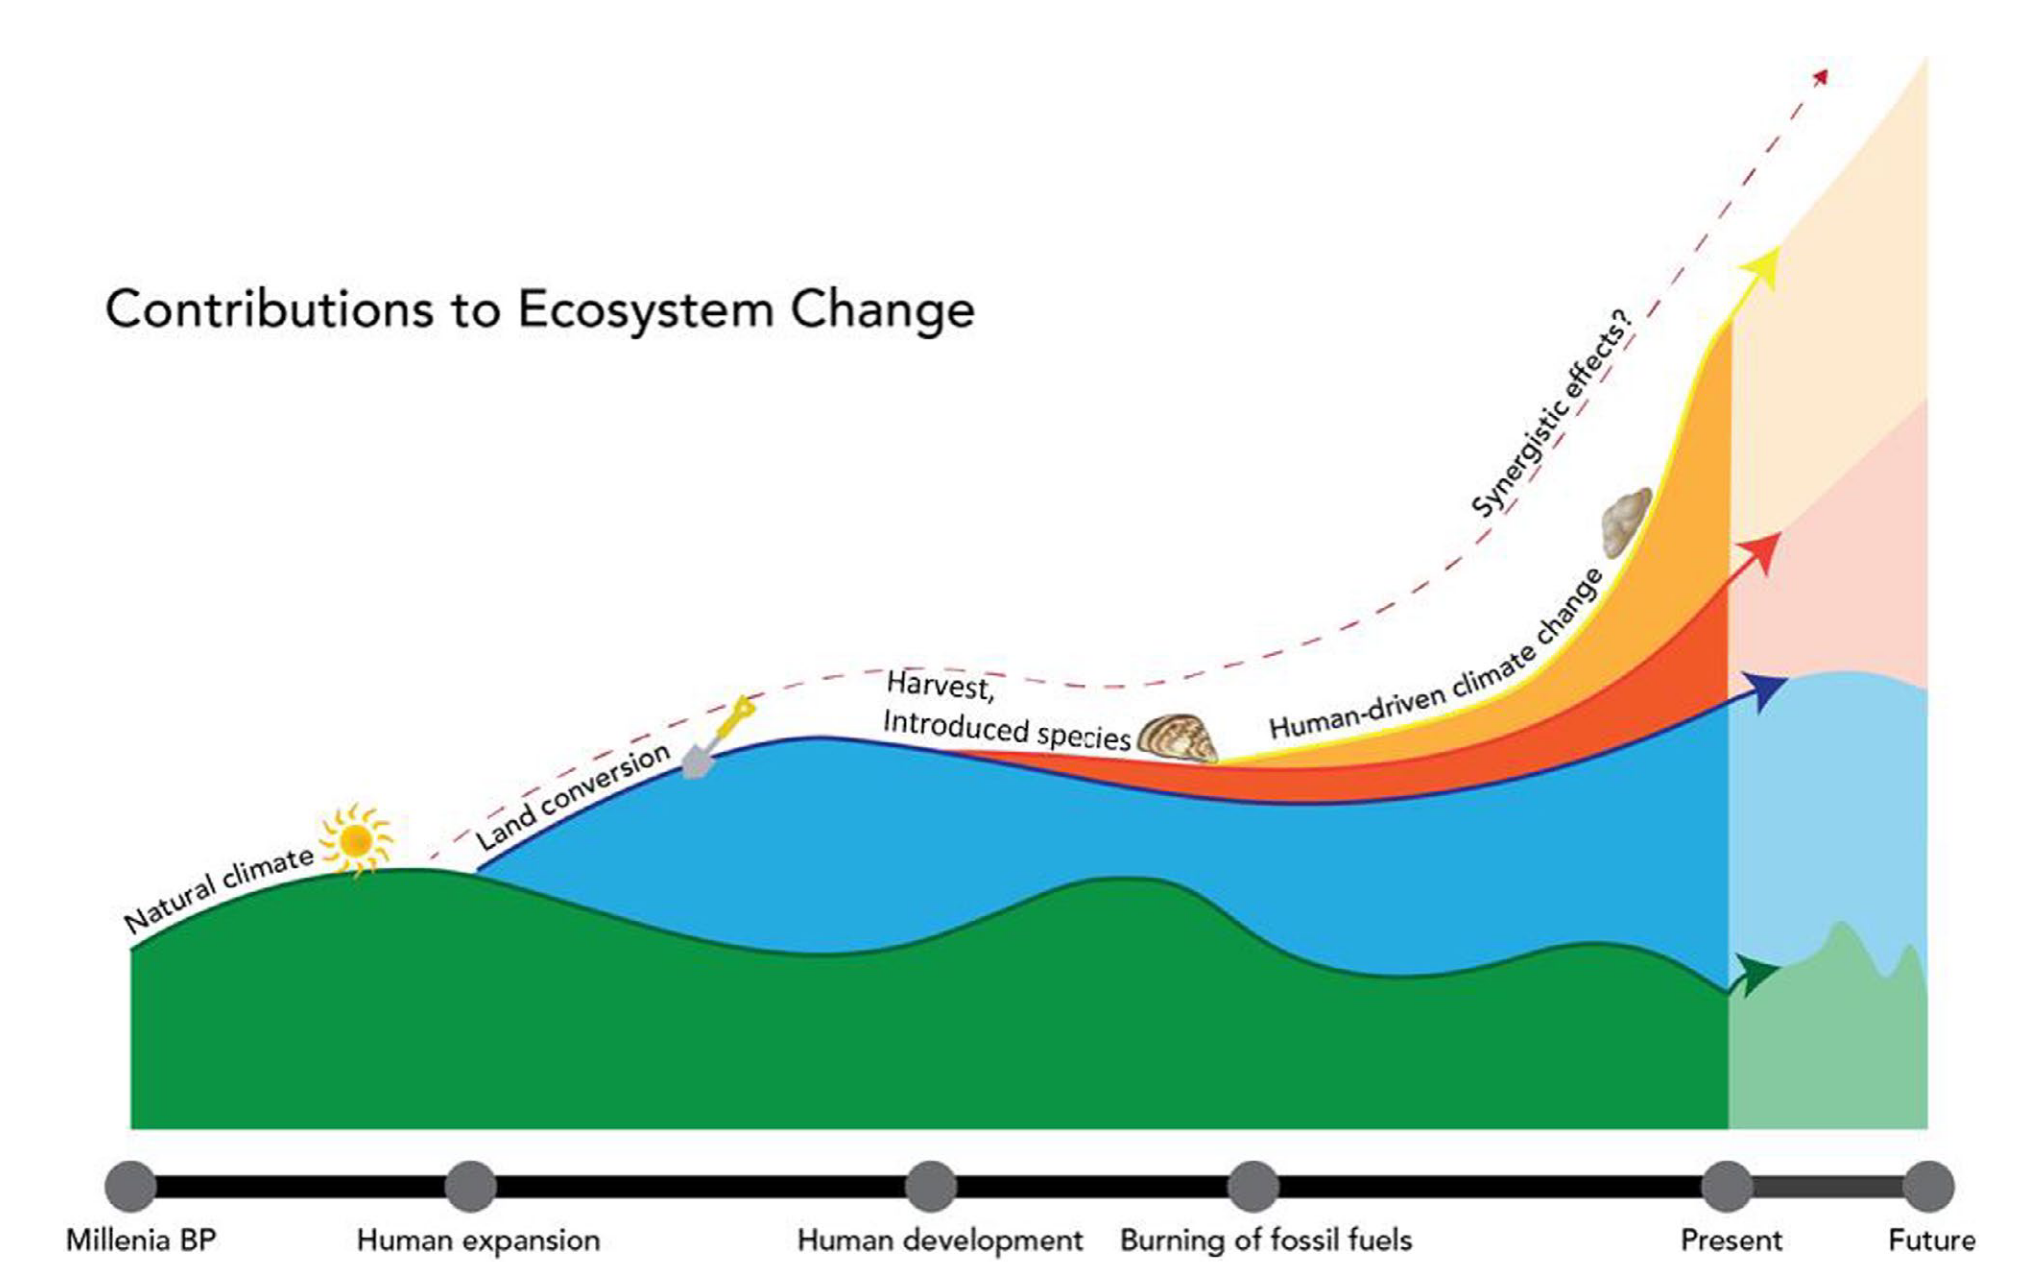 Contributions to Ecosystem Change
Synergistic effects?
Harvest,
Introduced species
Human-driven climate change
Land conversion
Natural climate
Millenia BP
Human expansion
Human development
Burning of fossil fuels
Present
Future